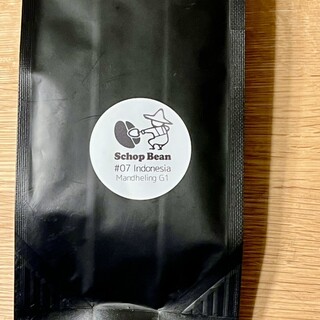 Schop Bean
#07 Indonesia
Mandheling G1